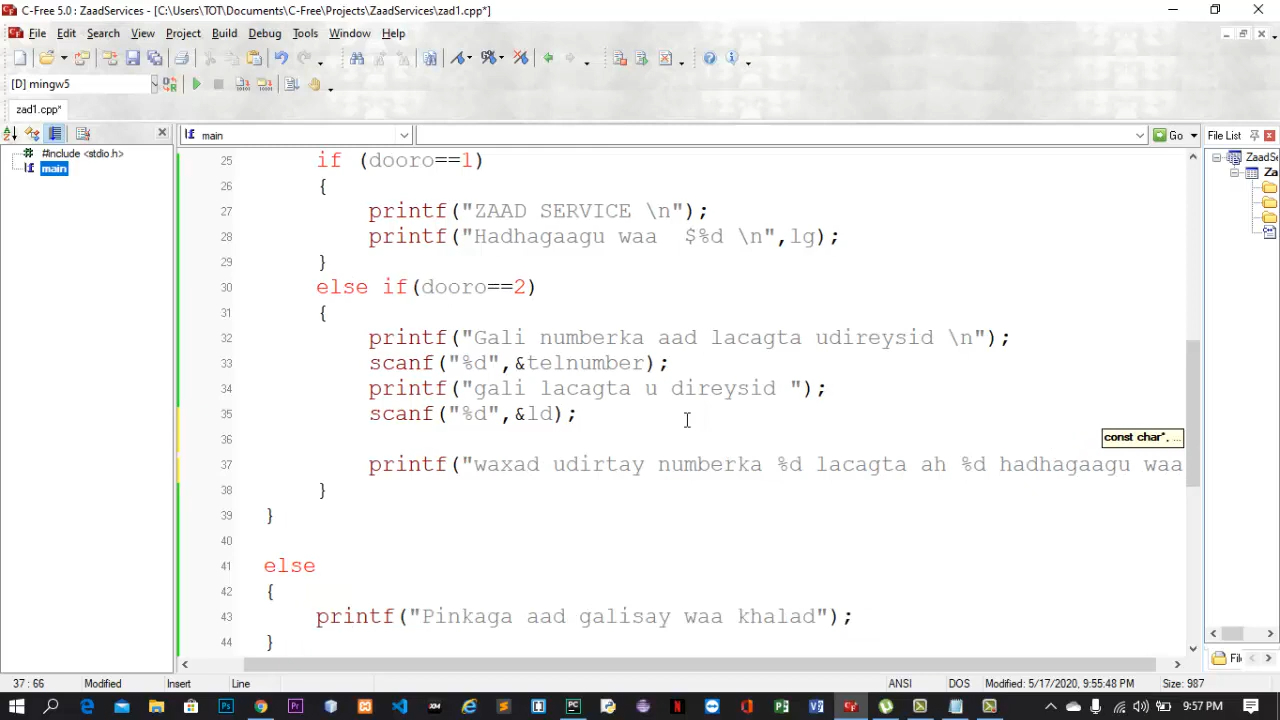 C-Free 5.0 : ZaadServices - [C:\Users\TOT\Documents\C-Free\Projects\ZaadServices\zad1.cpp*]
File Edit Search View Project Build Debug Tools Window Help
[D] mingw5
zad1.cpp*
main
Go
File List
#include <stdio.h>
main
ZaadSe
Za
25 if (dooro==1)
26 {
27 printf("ZAAD SERVICE \n");
28 printf("Hadhagaagu waa  $%d \n",lg);
29 }
30 else if(dooro==2)
31 {
32 printf("Gali numberka aad lacagta udireysid \n");
33 scanf("%d",&telnumber);
34 printf("gali lacagta u direysid ");
35 scanf("%d",&ld);
36
const char*, ...
37 printf("waxad udirtay numberka %d lacagta ah %d hadhagaagu waa
38 }
39 }
40
41 else
42 {
43 printf("Pinkaga aad galisay waa khalad");
44 }
File
37 : 66 Modified Insert Line ANSI DOS Modified: 5/17/2020, 9:55:48 PM Size: 987
9:57 PM